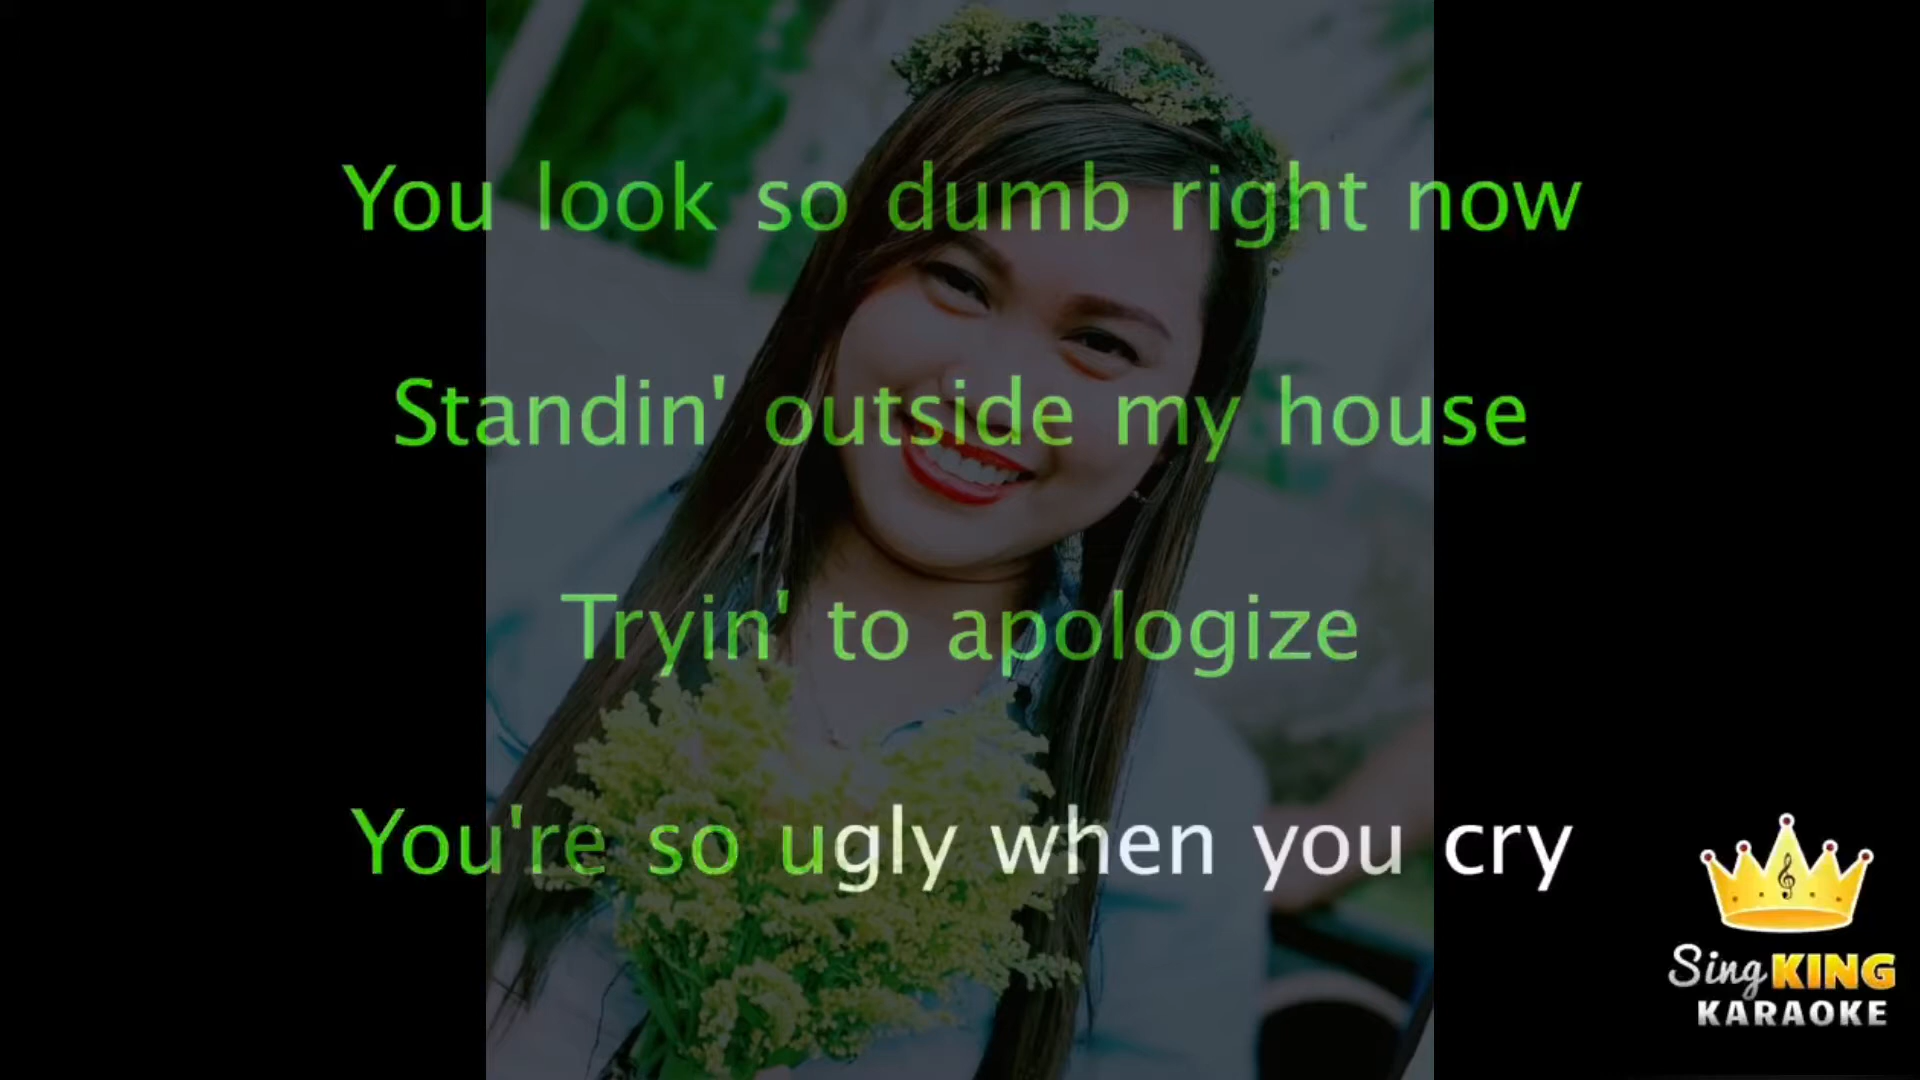 You look so dumb right now
Standin' outside my house
Tryin' to apologize
You're so ugly when you cry
Sing KING
KARAOKE